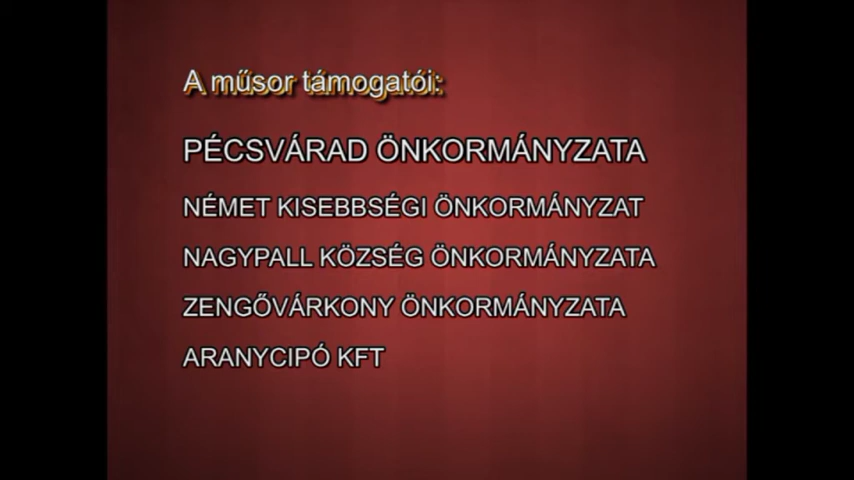 A műsor támogatói:
PÉCSVÁRAD ÖNKORMÁNYZATA
NÉMET KISEBBSÉGI ÖNKORMÁNYZAT
NAGYPALL KÖZSÉG ÖNKORMÁNYZATA
ZENGŐVÁRKONY ÖNKORMÁNYZATA
ARANYCIPÓ KFT